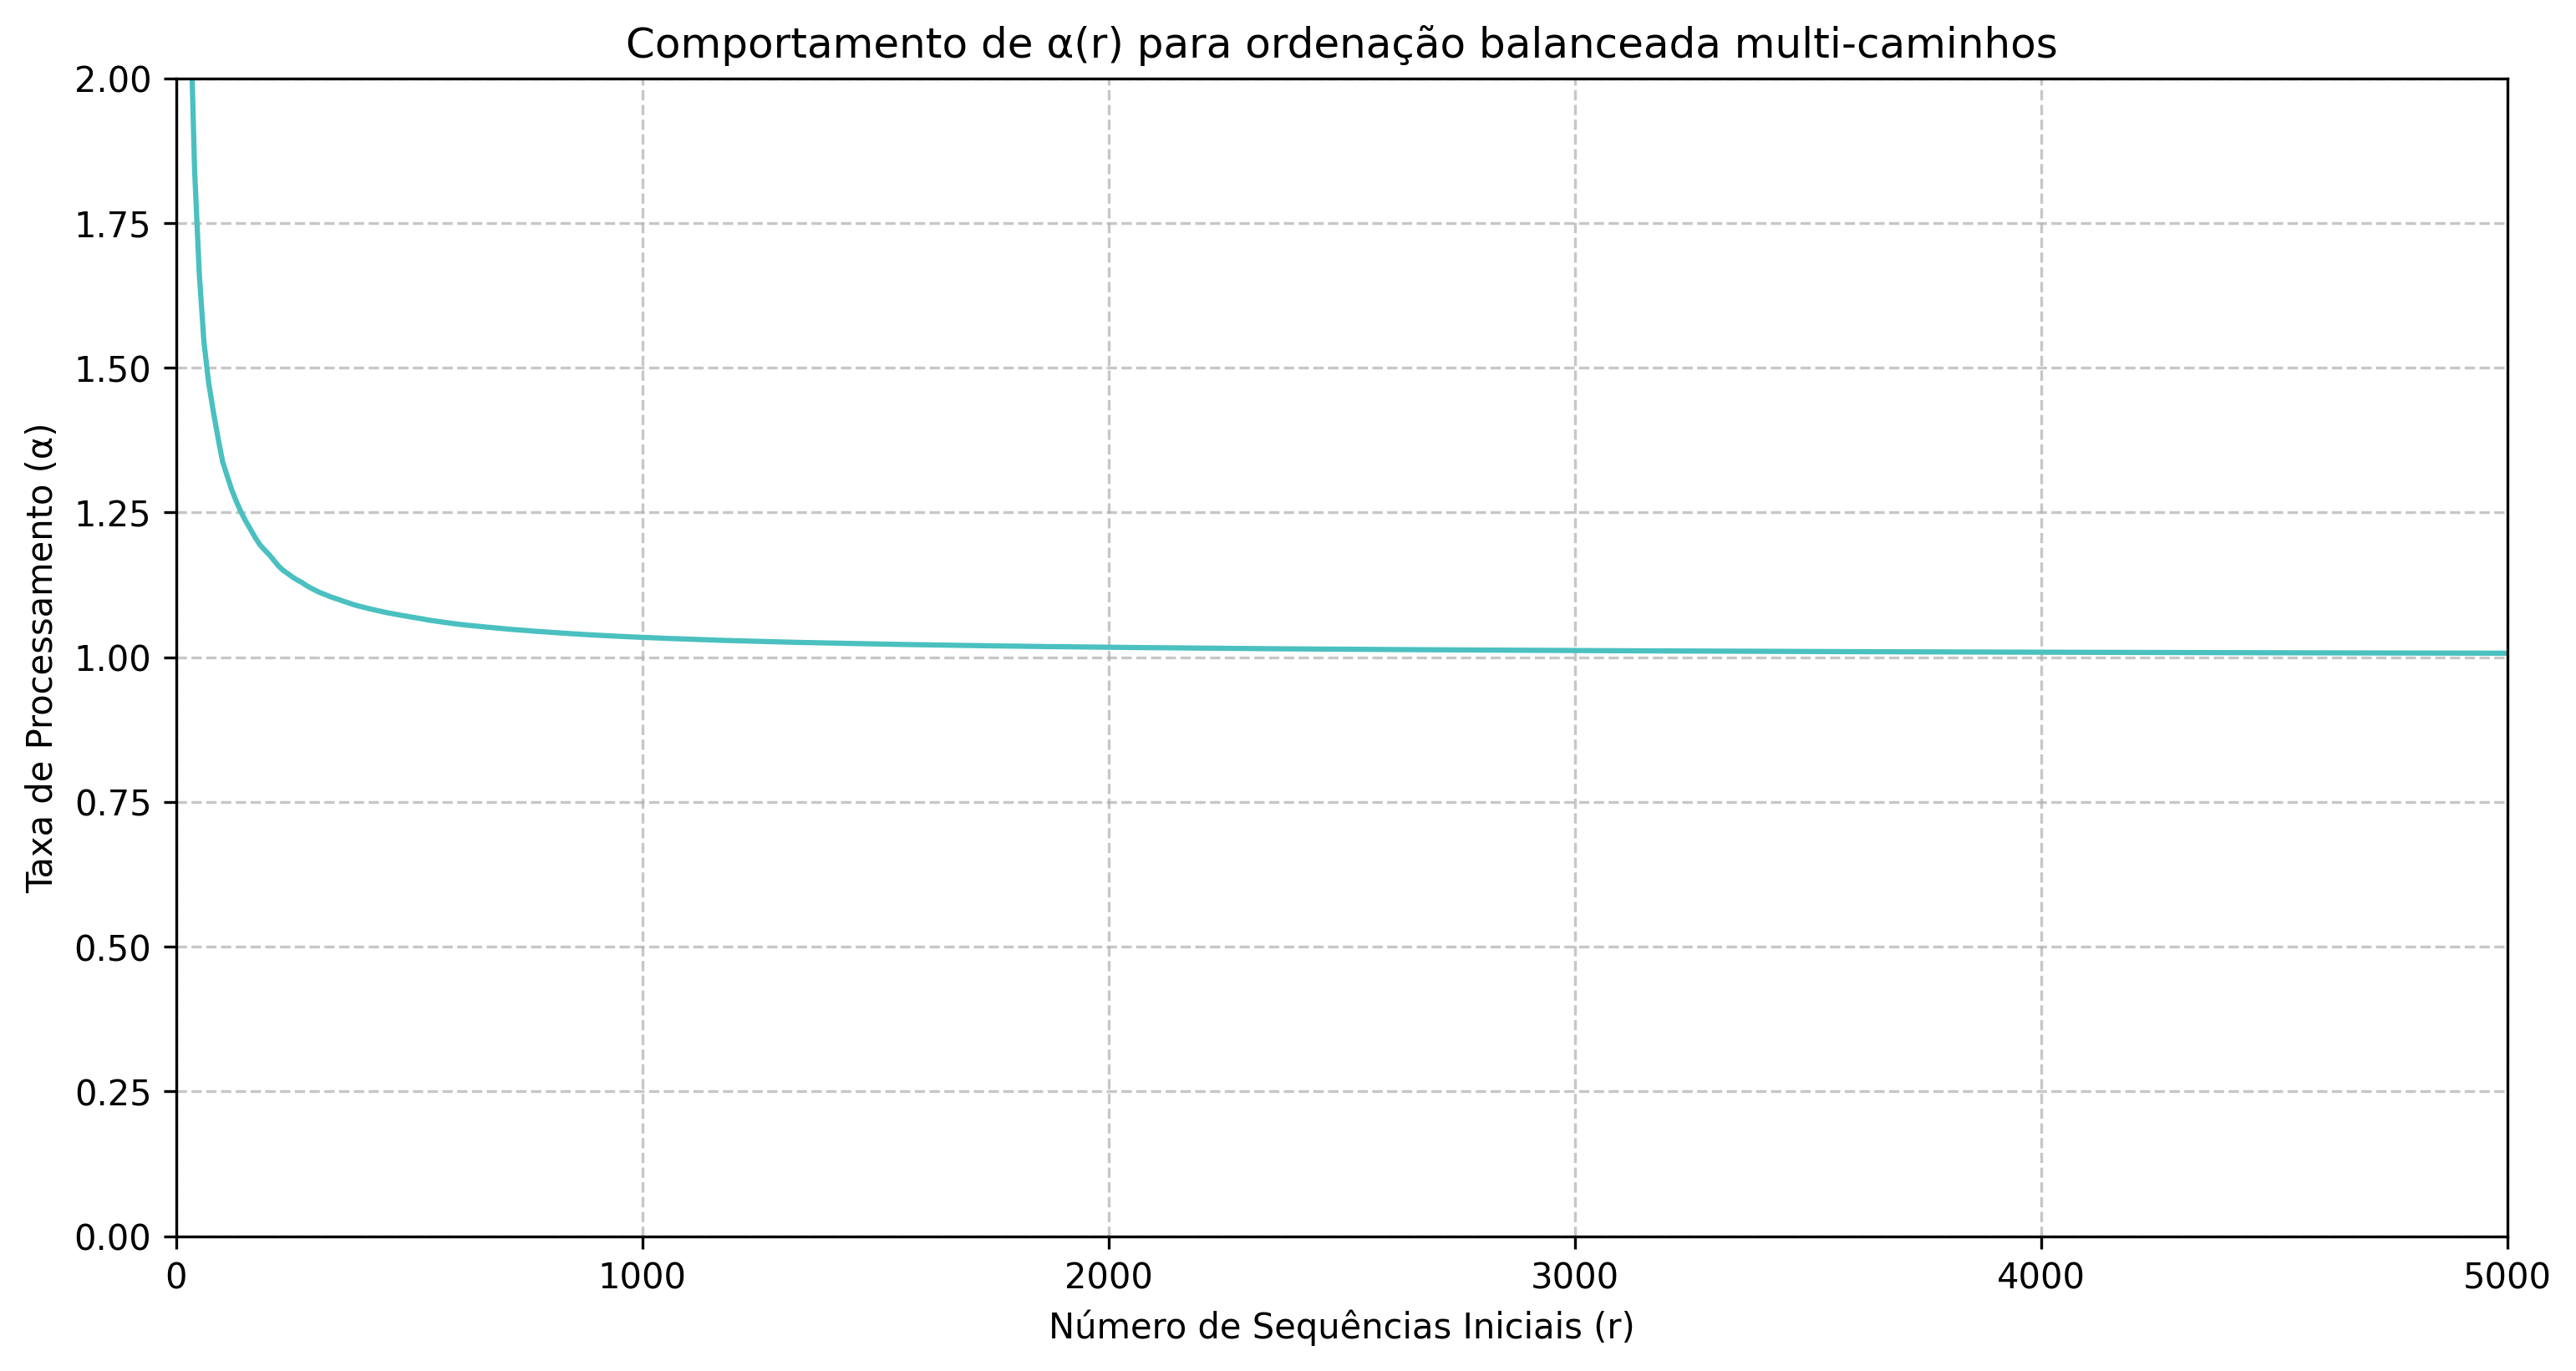 Comportamento de α(r) para ordenação balanceada multi-caminhos
2.00
1.75
1.50
1.25
1.00
0.75
0.50
0.25
0.00
Taxa de Processamento (α)
0 1000 2000 3000 4000 5000
Número de Sequências Iniciais (r)